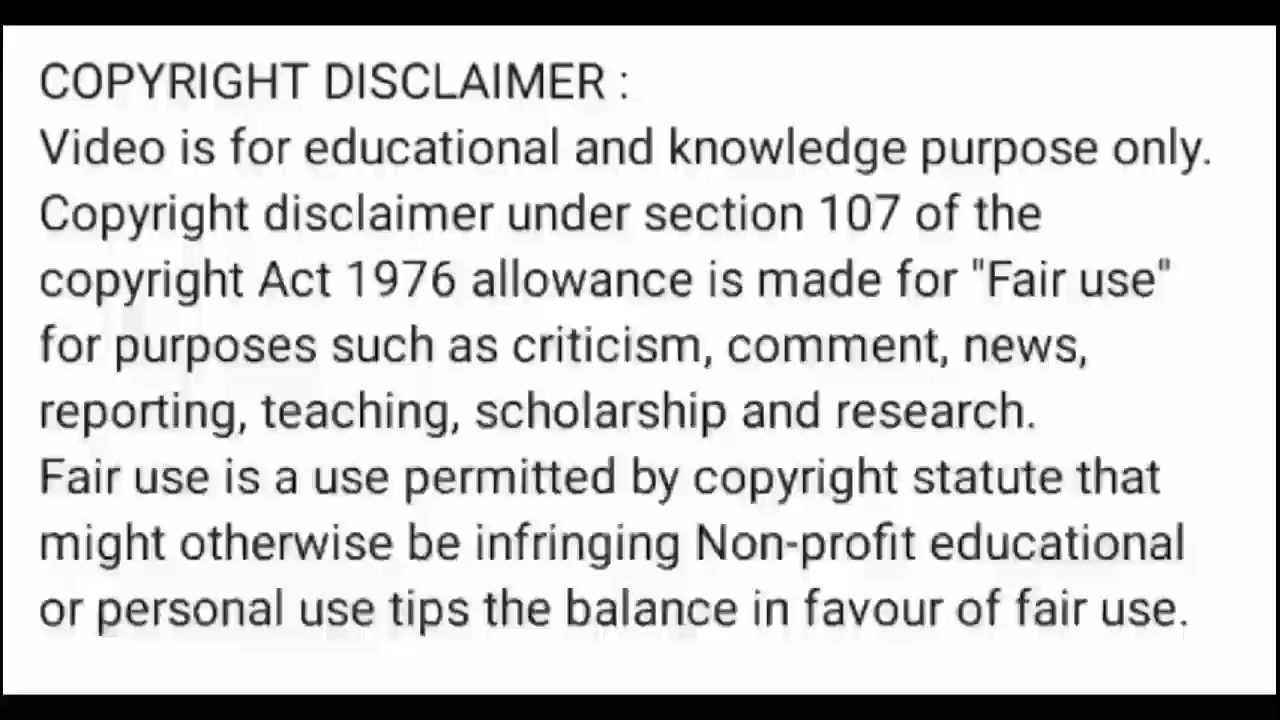 COPYRIGHT DISCLAIMER :
Video is for educational and knowledge purpose only.
Copyright disclaimer under section 107 of the
copyright Act 1976 allowance is made for "Fair use"
for purposes such as criticism, comment, news,
reporting, teaching, scholarship and research.
Fair use is a use permitted by copyright statute that
might otherwise be infringing Non-profit educational
or personal use tips the balance in favour of fair use.